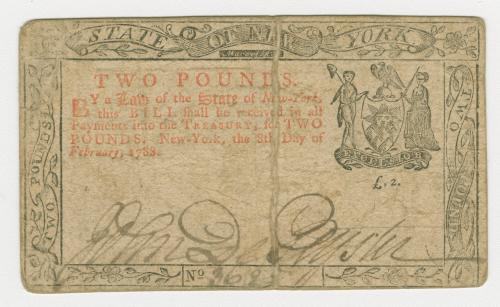 STATE OF NEW YORK
TWO POUNDS.
BY a Law of the State of New-York,
this BILL shall be received in all
Payments into the TREASURY, for TWO
POUNDS. New-York, the 8th Day of
February, 1788.
EXCELSIOR
£. 2.
TWO POUNDS
TWO POUNDS
No